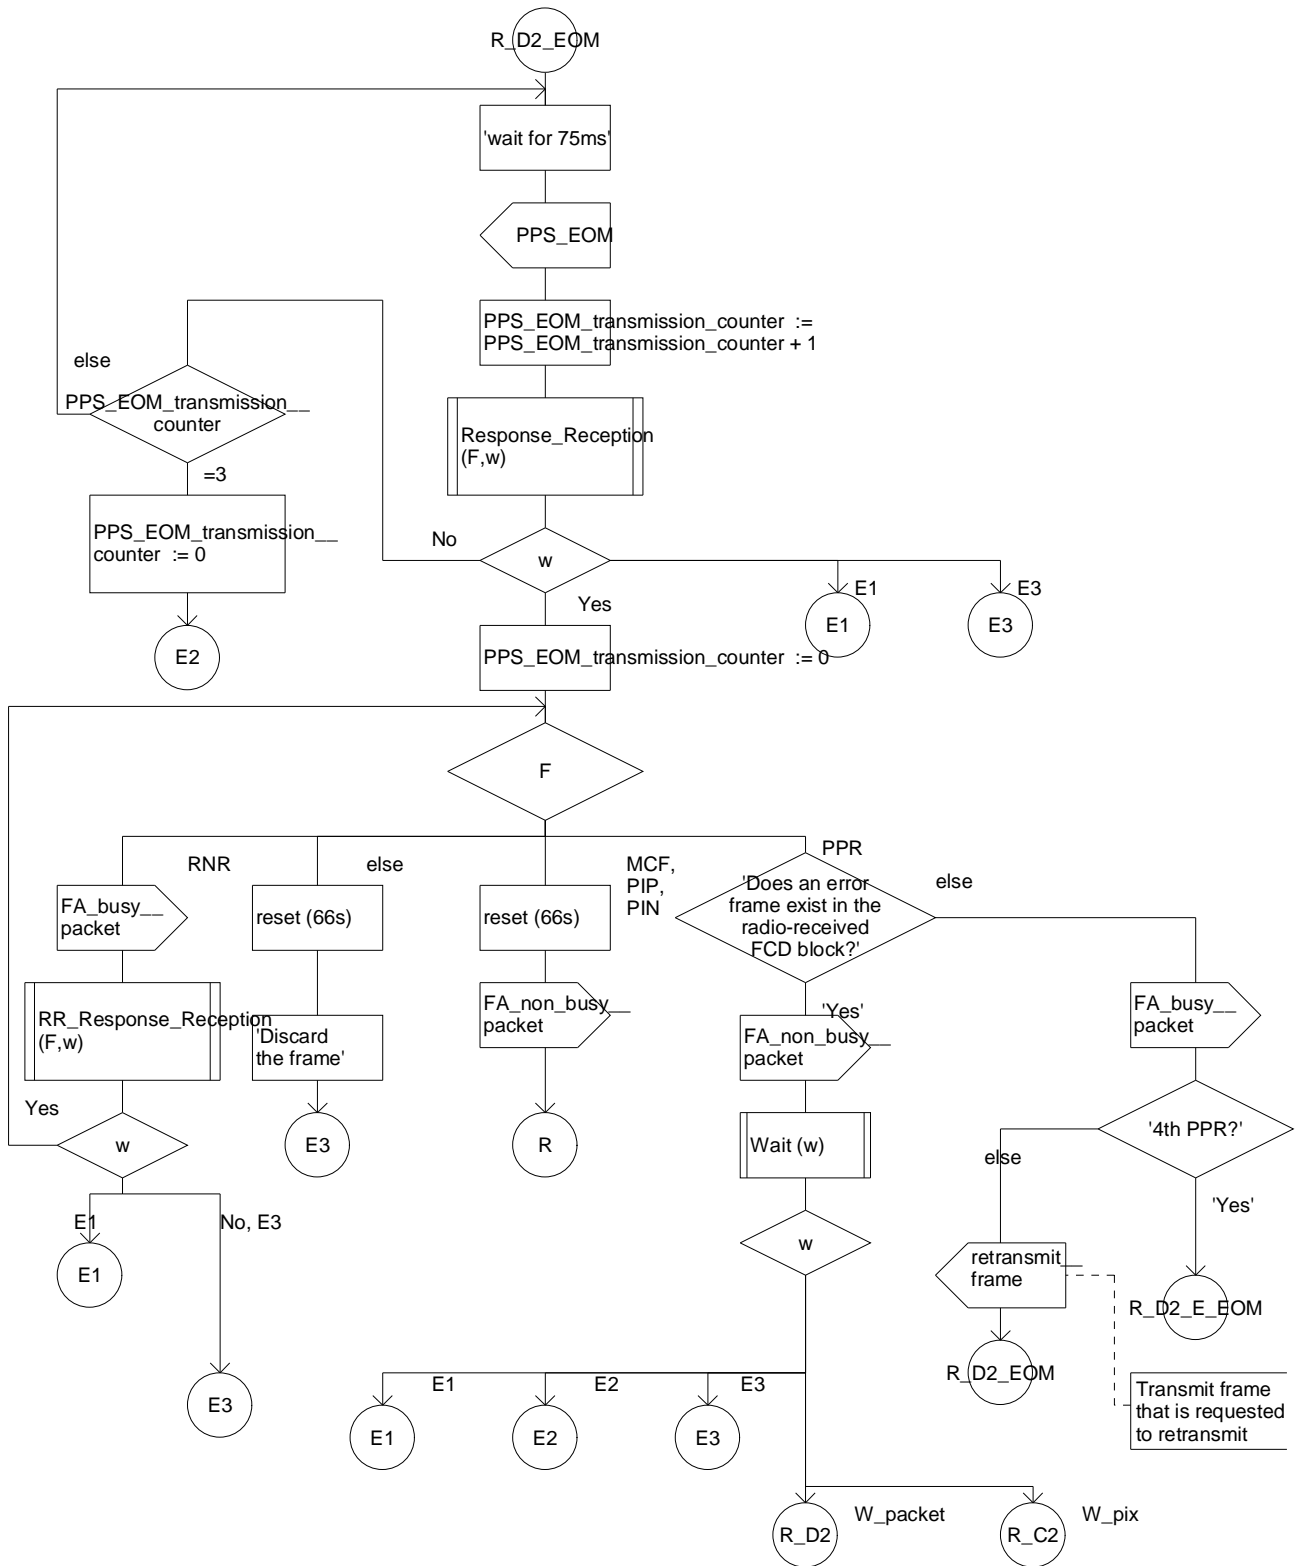 R_D2_EOM
'wait for 75ms'
PPS_EOM
PPS_EOM_transmission_counter :=
PPS_EOM_transmission_counter + 1
else
PPS_EOM_transmission__
counter
=3
Response_Reception
(F,w)
PPS_EOM_transmission__
counter := 0
No
w
Yes
E1
E3
E1
E3
E2
PPS_EOM_transmission_counter := 0
F
RNR
else
MCF,
PIP,
PIN
PPR
'Does an error
frame exist in the
radio-received
FCD block?'
else
FA_busy__
packet
reset (66s)
reset (66s)
RR_Response_Reception
(F,w)
'Discard
the frame'
FA_non_busy__
packet
'Yes'
FA_non_busy__
packet
FA_busy__
packet
Yes
w
E3
R
Wait (w)
'4th PPR?'
else
'Yes'
E1
No, E3
E1
w
retransmit__
frame
R_D2_E_EOM
R_D2_EOM
Transmit frame
that is requested
to retransmit
E3
E1
E2
E3
E1
E2
E3
W_packet
W_pix
R_D2
R_C2